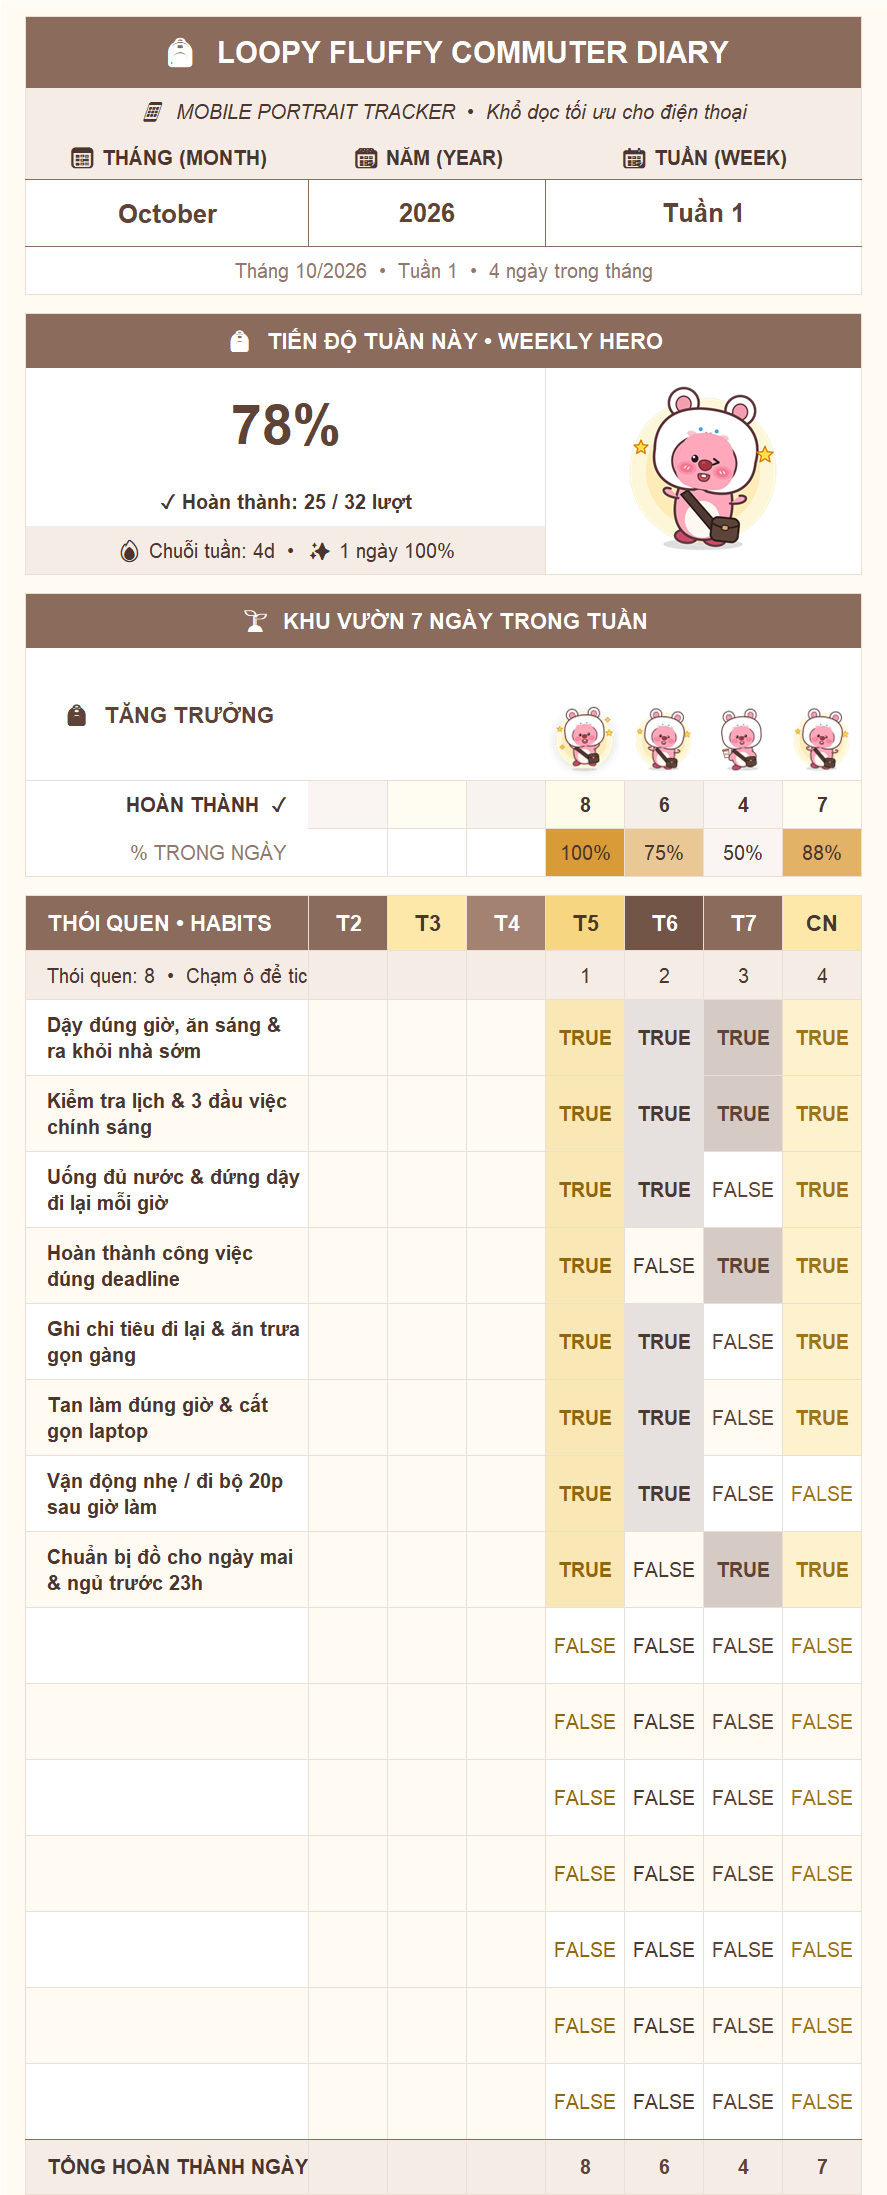 LOOPY FLUFFY COMMUTER DIARY
MOBILE PORTRAIT TRACKER • Khổ dọc tối ưu cho điện thoại
THÁNG (MONTH) NĂM (YEAR) TUẦN (WEEK)
October 2026 Tuần 1
Tháng 10/2026 • Tuần 1 • 4 ngày trong tháng
TIẾN ĐỘ TUẦN NÀY • WEEKLY HERO
78%
✓ Hoàn thành: 25 / 32 lượt
Chuỗi tuần: 4d • 1 ngày 100%
KHU VƯỜN 7 NGÀY TRONG TUẦN
TĂNG TRƯỞNG
HOÀN THÀNH ✓ 8 6 4 7
% TRONG NGÀY 100% 75% 50% 88%
THÓI QUEN • HABITS T2 T3 T4 T5 T6 T7 CN
Thói quen: 8 • Chạm ô để tic 1 2 3 4
Dậy đúng giờ, ăn sáng &
ra khỏi nhà sớm
TRUE TRUE TRUE TRUE
Kiểm tra lịch & 3 đầu việc
chính sáng
TRUE TRUE TRUE TRUE
Uống đủ nước & đứng dậy
đi lại mỗi giờ
TRUE TRUE FALSE TRUE
Hoàn thành công việc
đúng deadline
TRUE FALSE TRUE TRUE
Ghi chi tiêu đi lại & ăn trưa
gọn gàng
TRUE TRUE FALSE TRUE
Tan làm đúng giờ & cất
gọn laptop
TRUE TRUE FALSE TRUE
Vận động nhẹ / đi bộ 20p
sau giờ làm
TRUE TRUE FALSE FALSE
Chuẩn bị đồ cho ngày mai
& ngủ trước 23h
TRUE FALSE TRUE TRUE
FALSE FALSE FALSE FALSE
FALSE FALSE FALSE FALSE
FALSE FALSE FALSE FALSE
FALSE FALSE FALSE FALSE
FALSE FALSE FALSE FALSE
FALSE FALSE FALSE FALSE
FALSE FALSE FALSE FALSE
TỔNG HOÀN THÀNH NGÀY 8 6 4 7